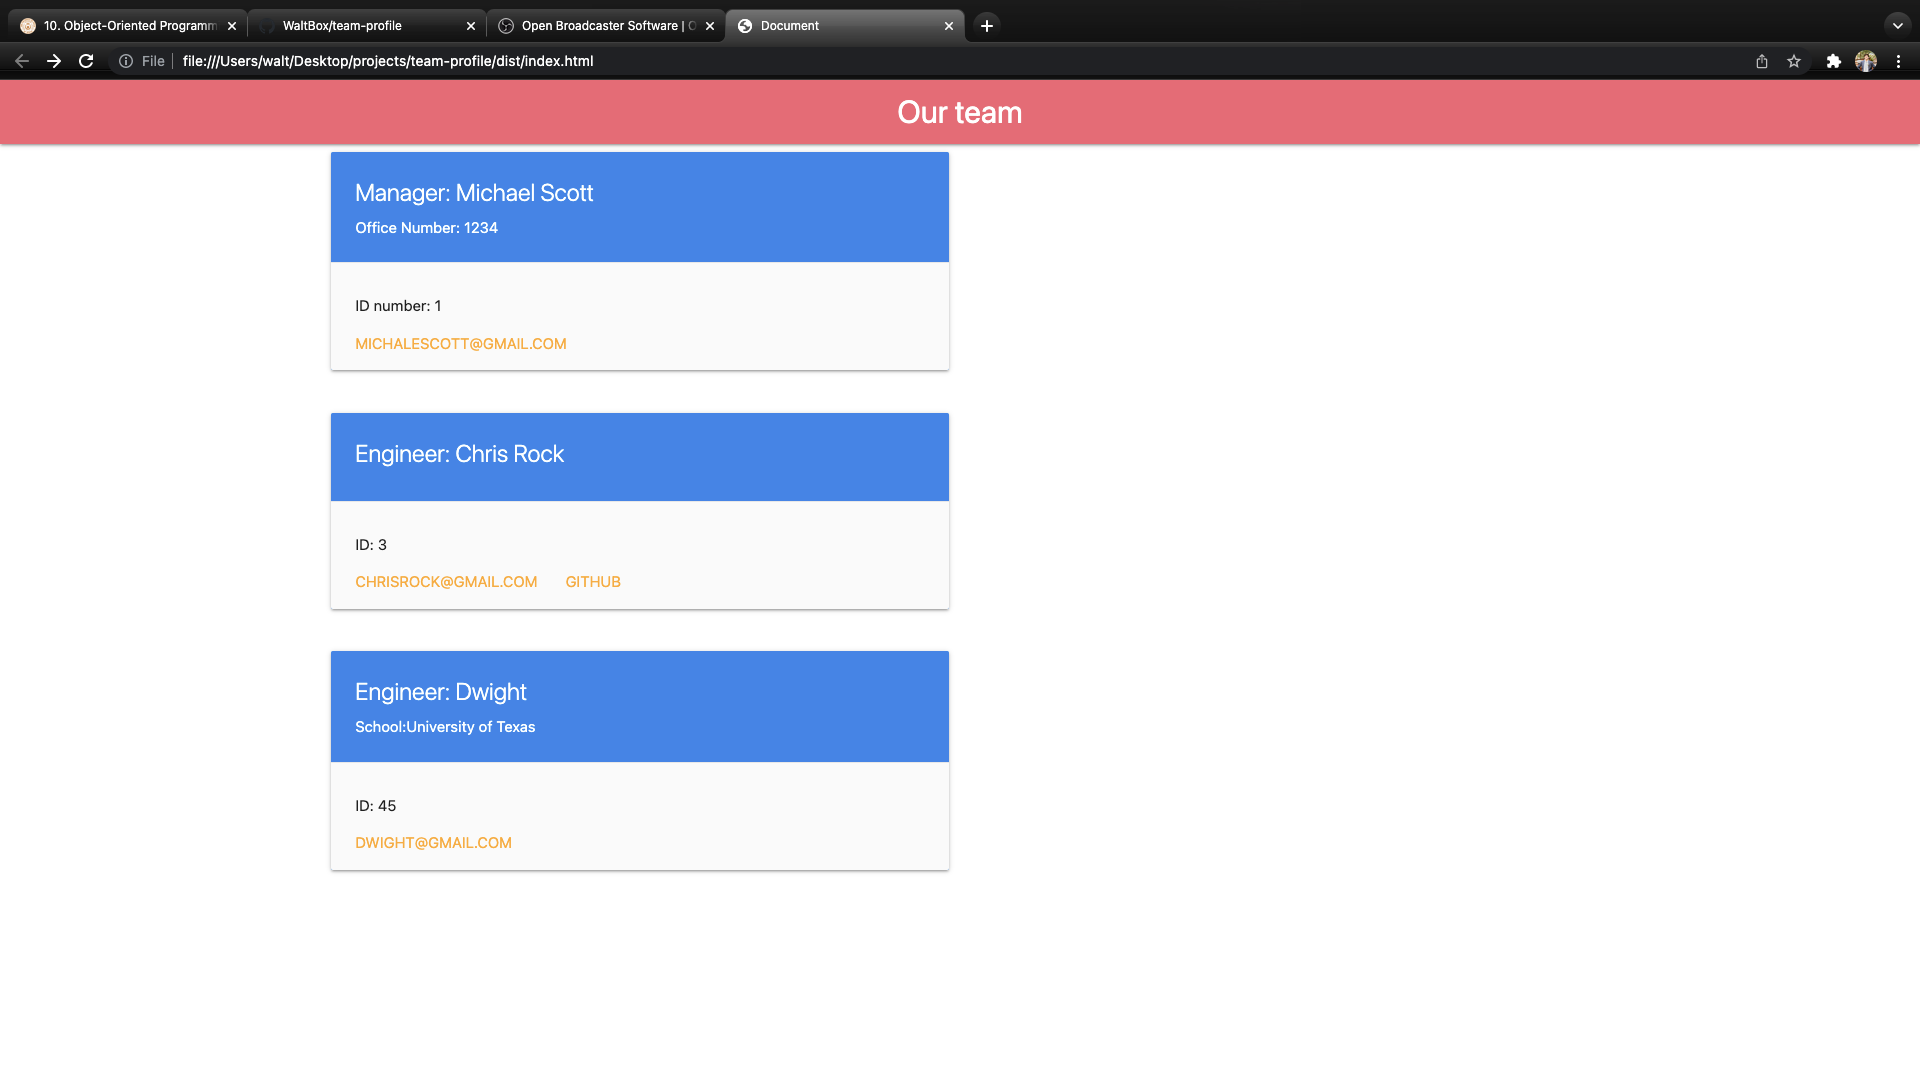 10. Object-Oriented Programm
WaltBox/team-profile
Open Broadcaster Software | O
Document
File
file:///Users/walt/Desktop/projects/team-profile/dist/index.html
Our team
Manager: Michael Scott
Office Number: 1234
ID number: 1
MICHALESCOTT@GMAIL.COM
Engineer: Chris Rock
ID: 3
CHRISROCK@GMAIL.COM GITHUB
Engineer: Dwight
School:University of Texas
ID: 45
DWIGHT@GMAIL.COM